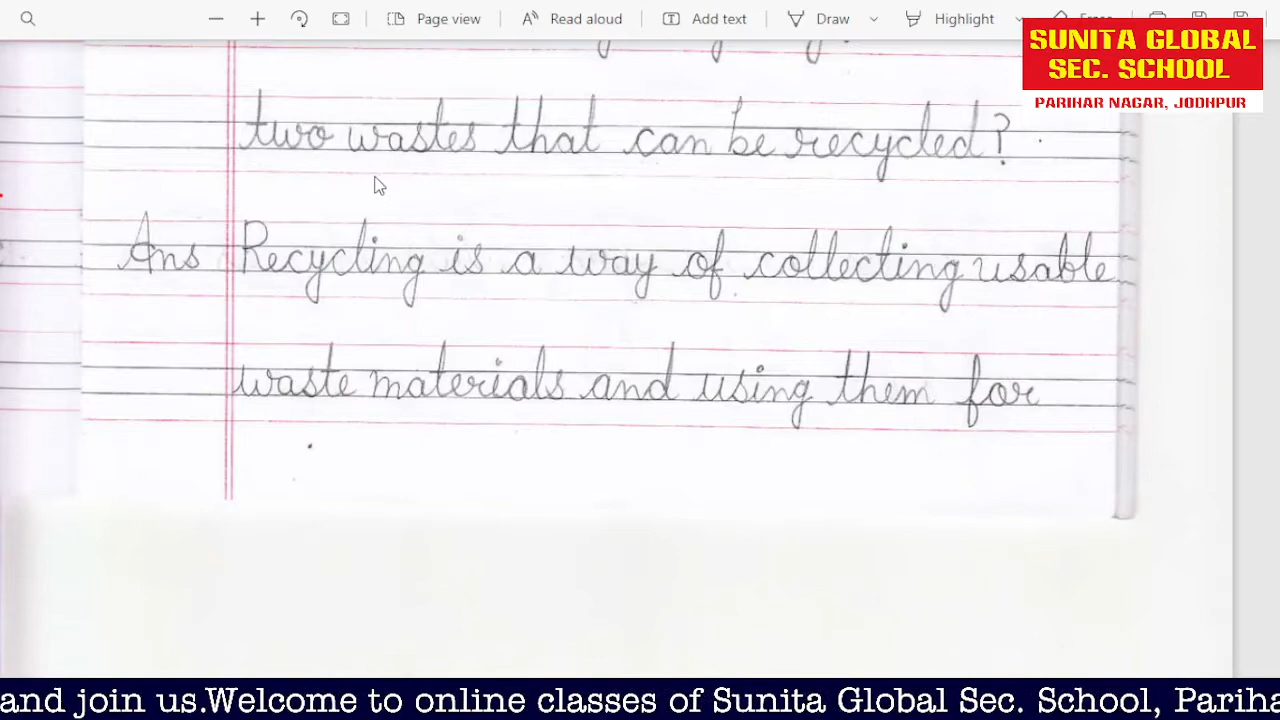 Page view
Read aloud
Add text
Draw
Highlight
SUNITA GLOBAL
SEC. SCHOOL
PARIHAR NAGAR, JODHPUR
two wastes that can be recycled?
Ans Recycling is a way of collecting usable
waste materials and using them for
and join us.Welcome to online classes of Sunita Global Sec. School, Pariha